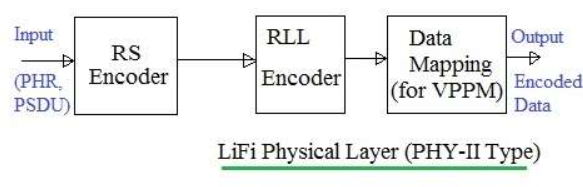 Input
(PHR,
PSDU)
RS
Encoder
RLL
Encoder
Data
Mapping
(for VPPM)
Output
Encoded
Data
LiFi Physical Layer (PHY-II Type)